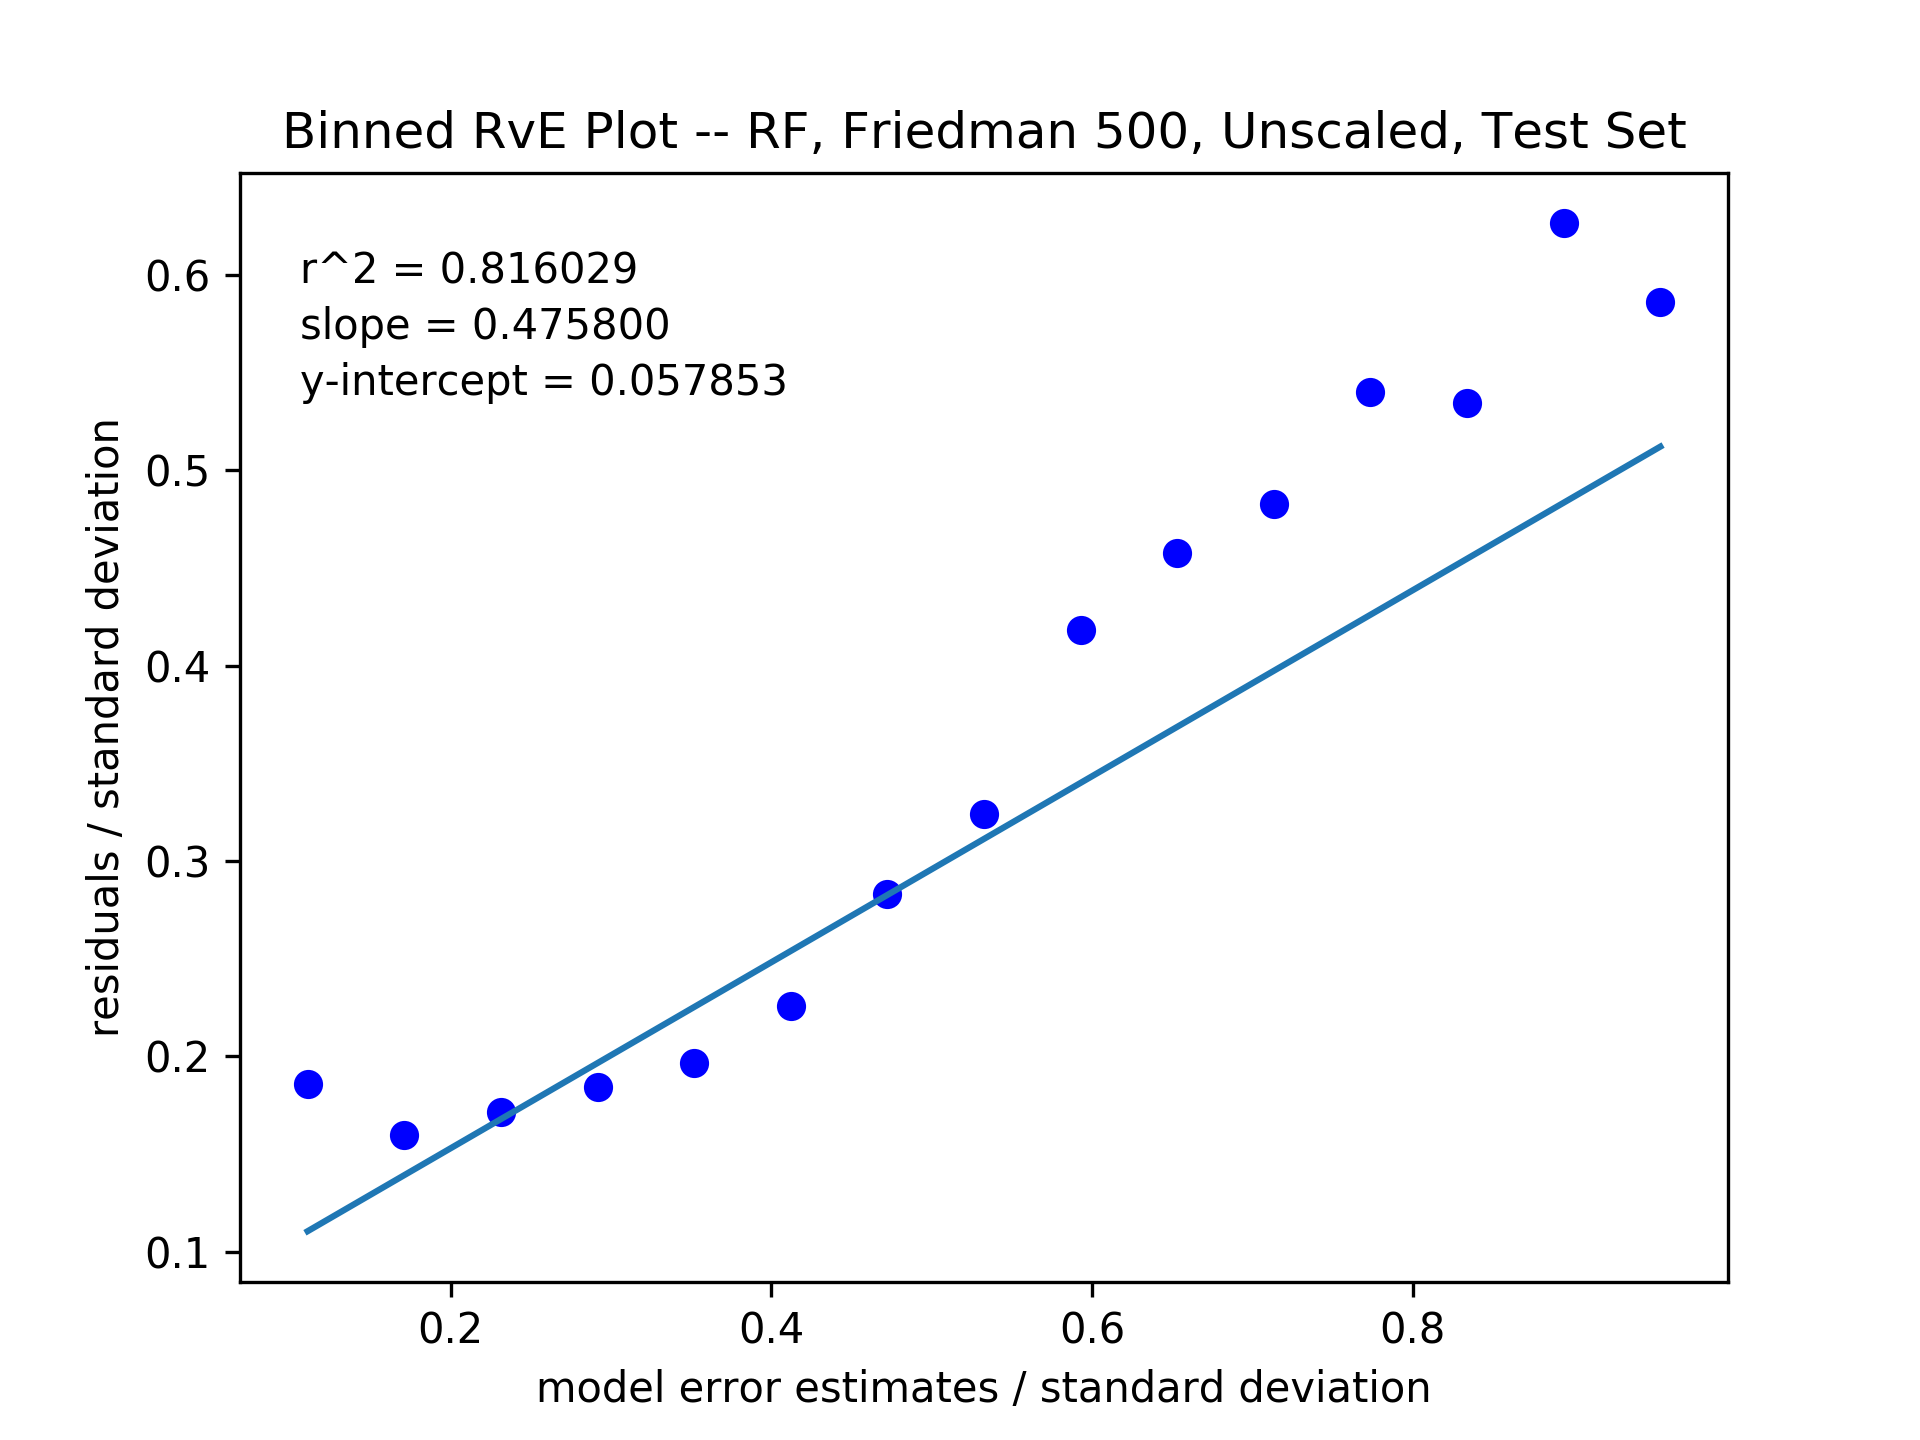 Binned RvE Plot -- RF, Friedman 500, Unscaled, Test Set
r^2 = 0.816029
slope = 0.475800
y-intercept = 0.057853
residuals / standard deviation
0.6
0.5
0.4
0.3
0.2
0.1
0.2 0.4 0.6 0.8
model error estimates / standard deviation